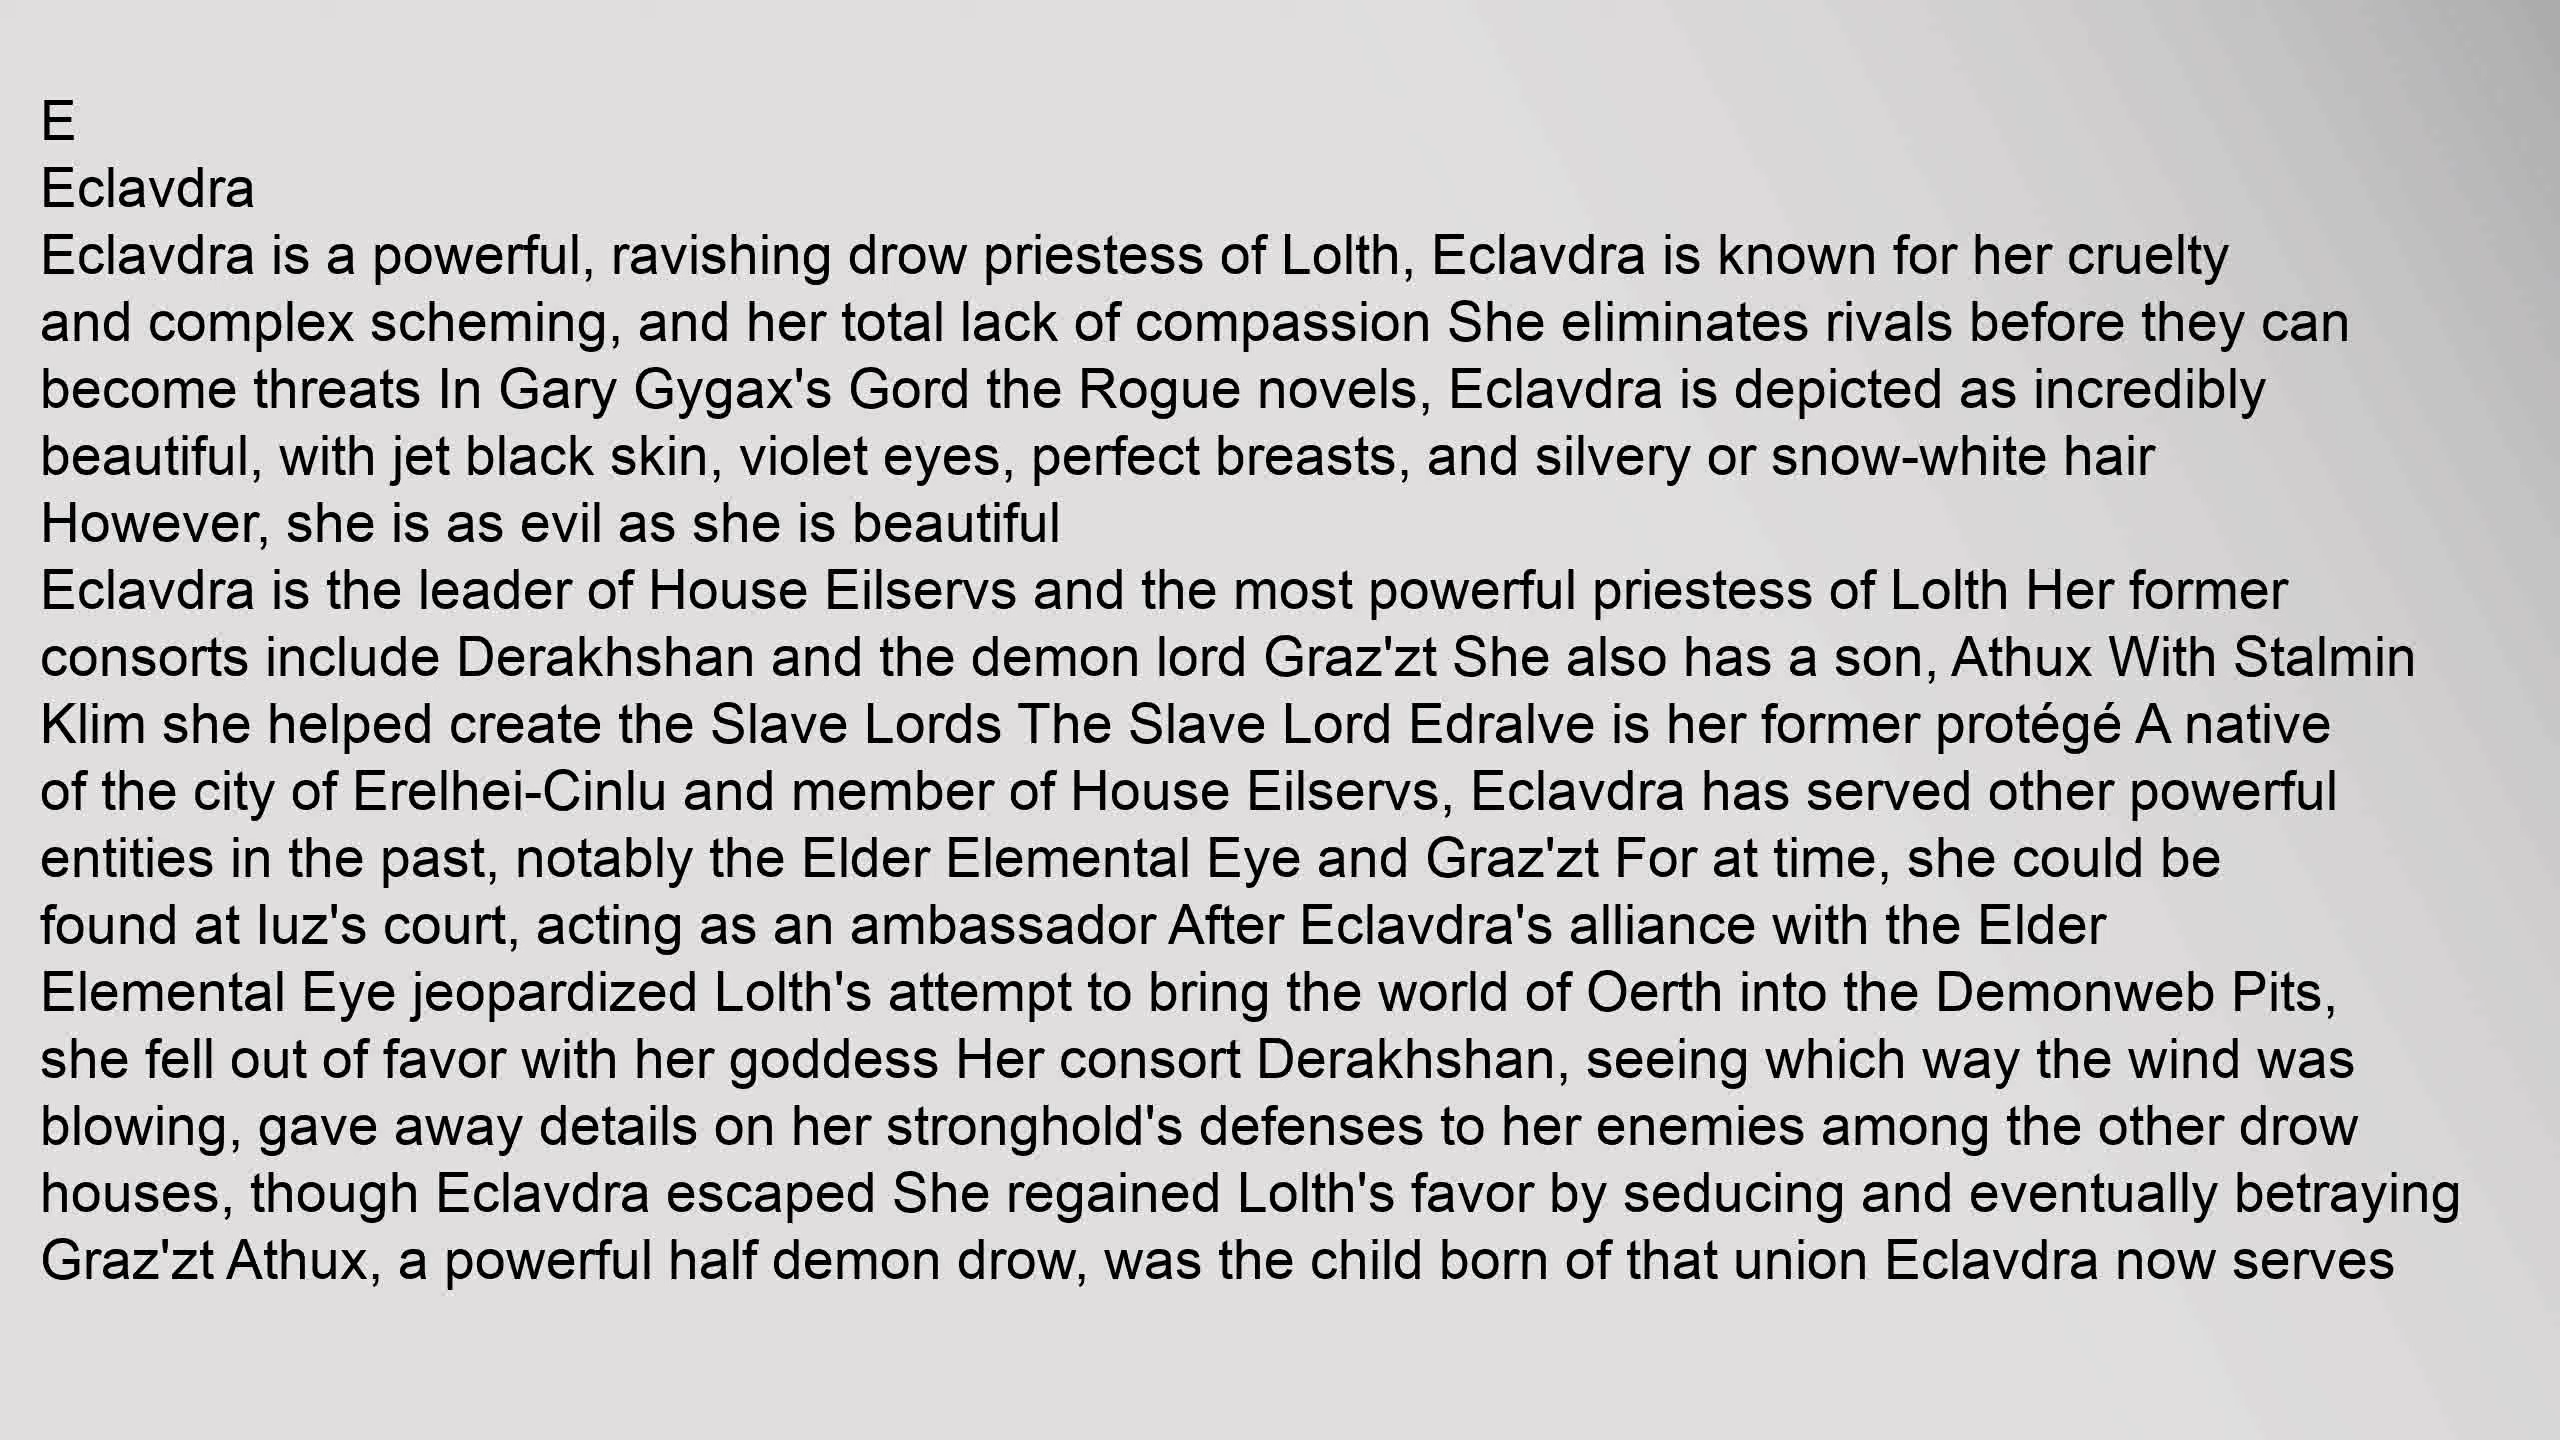 E
Eclavdra
Eclavdra is a powerful, ravishing drow priestess of Lolth, Eclavdra is known for her cruelty
and complex scheming, and her total lack of compassion She eliminates rivals before they can
become threats In Gary Gygax's Gord the Rogue novels, Eclavdra is depicted as incredibly
beautiful, with jet black skin, violet eyes, perfect breasts, and silvery or snow-white hair
However, she is as evil as she is beautiful
Eclavdra is the leader of House Eilservs and the most powerful priestess of Lolth Her former
consorts include Derakhshan and the demon lord Graz'zt She also has a son, Athux With Stalmin
Klim she helped create the Slave Lords The Slave Lord Edralve is her former protégé A native
of the city of Erelhei-Cinlu and member of House Eilservs, Eclavdra has served other powerful
entities in the past, notably the Elder Elemental Eye and Graz'zt For at time, she could be
found at Iuz's court, acting as an ambassador After Eclavdra's alliance with the Elder
Elemental Eye jeopardized Lolth's attempt to bring the world of Oerth into the Demonweb Pits,
she fell out of favor with her goddess Her consort Derakhshan, seeing which way the wind was
blowing, gave away details on her stronghold's defenses to her enemies among the other drow
houses, though Eclavdra escaped She regained Lolth's favor by seducing and eventually betraying
Graz'zt Athux, a powerful half demon drow, was the child born of that union Eclavdra now serves